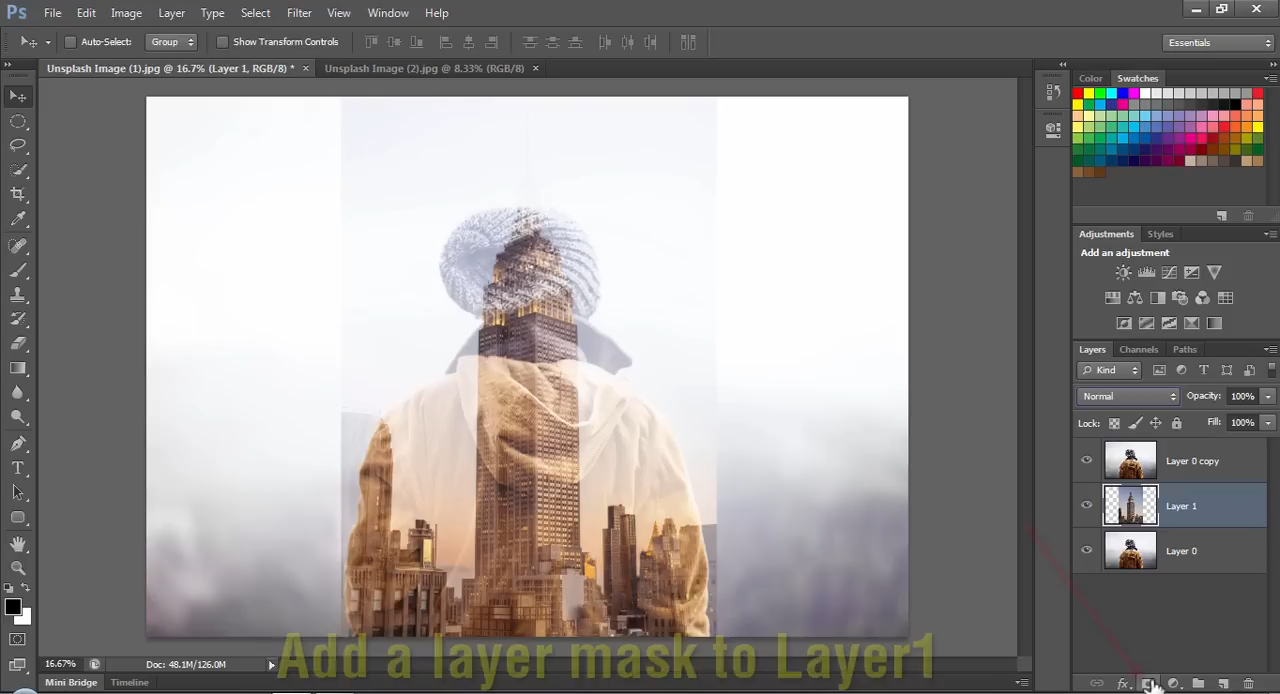 Ps File Edit Image Layer Type Select Filter View Window Help
Auto-Select: Group Show Transform Controls Essentials
Unsplash Image (1).jpg @ 16.7% (Layer 1, RGB/8) * × Unsplash Image (2).jpg @ 8.33% (RGB/8) ×
Color Swatches
Adjustments Styles
Add an adjustment
Layers Channels Paths
Kind
Normal Opacity: 100%
Lock: Fill: 100%
Layer 0 copy
Layer 1
Layer 0
Add a layer mask to Layer1
16.67% Doc: 48.1M/126.0M
Mini Bridge Timeline
fx